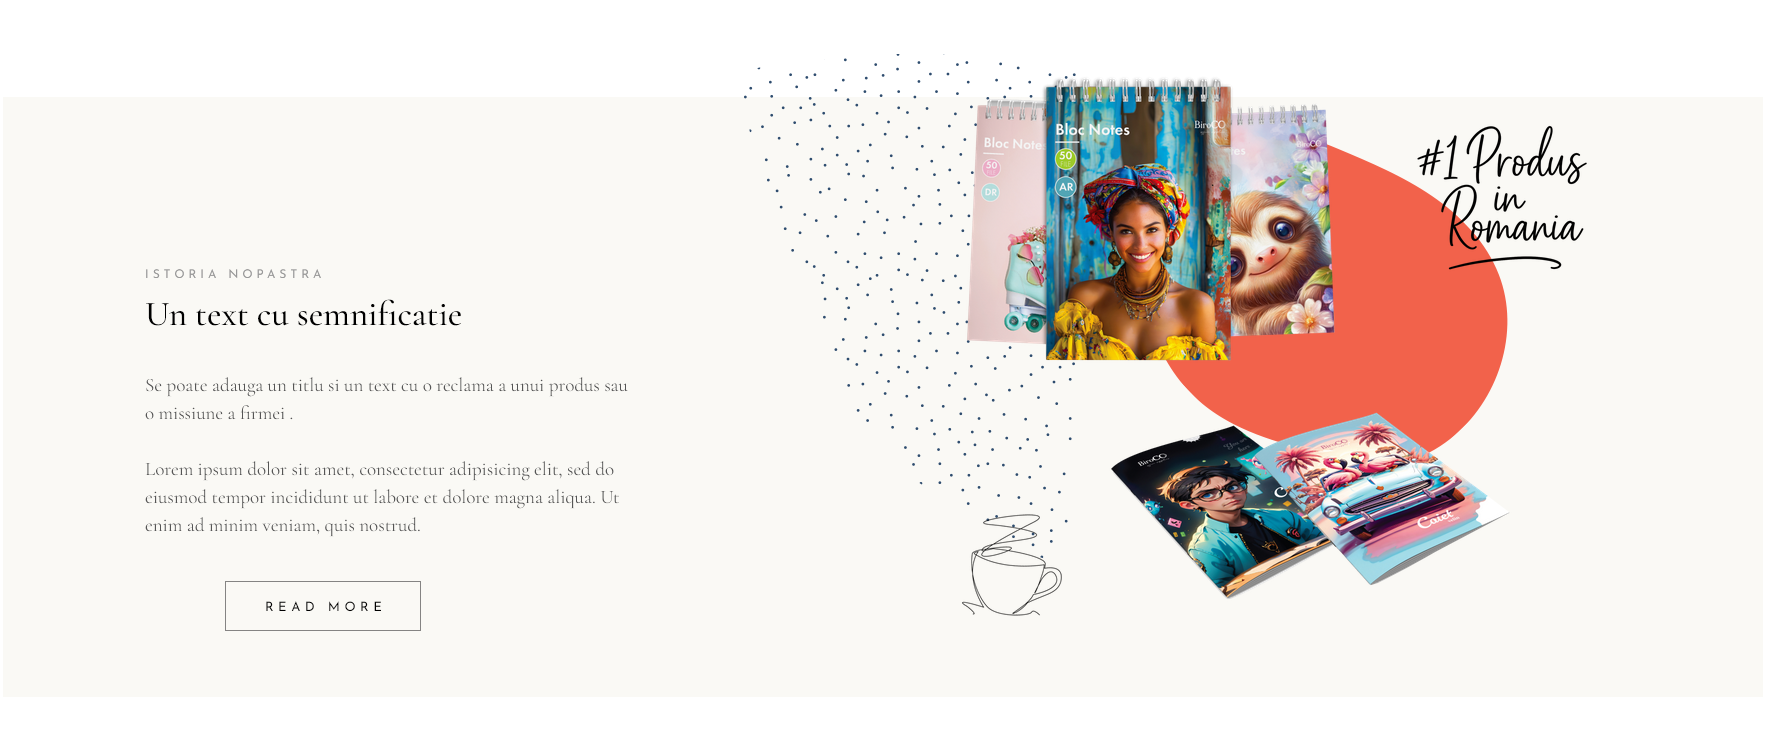 ISTORIA NOPASTRA
Un text cu semnificatie
Se poate adauga un titlu si un text cu o reclama a unui produs sau
o missiune a firmei .
Lorem ipsum dolor sit amet, consectetur adipisicing elit, sed do
eiusmod tempor incididunt ut labore et dolore magna aliqua. Ut
enim ad minim veniam, quis nostrud.
READ MORE
Bloc Notes
50
DR
Bloc Notes
BiroCO
50
AR
BiroCO
#1 Produs
in
Romania
BiroCO
BiroCO
Caiet